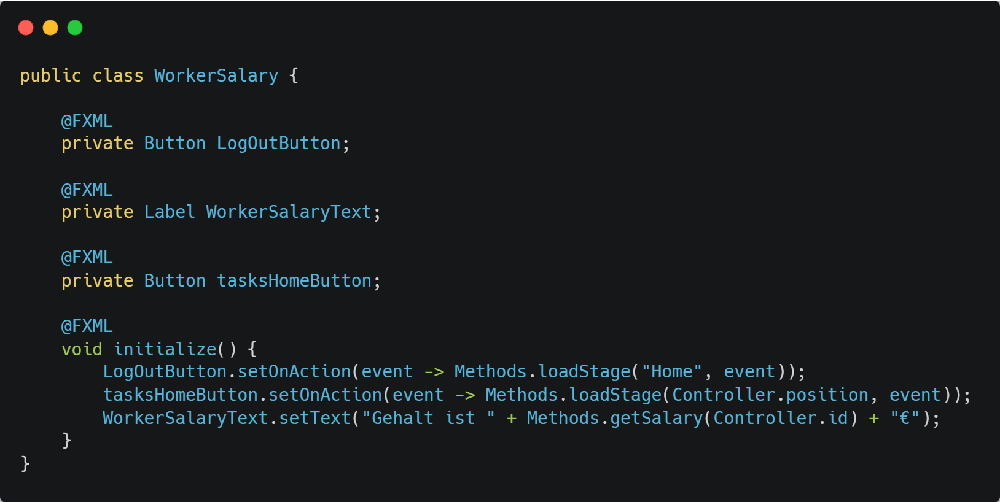 public class WorkerSalary {
@FXML
private Button LogOutButton;
@FXML
private Label WorkerSalaryText;
@FXML
private Button tasksHomeButton;
@FXML
void initialize() {
LogOutButton.setOnAction(event -> Methods.loadStage("Home", event));
tasksHomeButton.setOnAction(event -> Methods.loadStage(Controller.position, event));
WorkerSalaryText.setText("Gehalt ist " + Methods.getSalary(Controller.id) + "€");
}
}